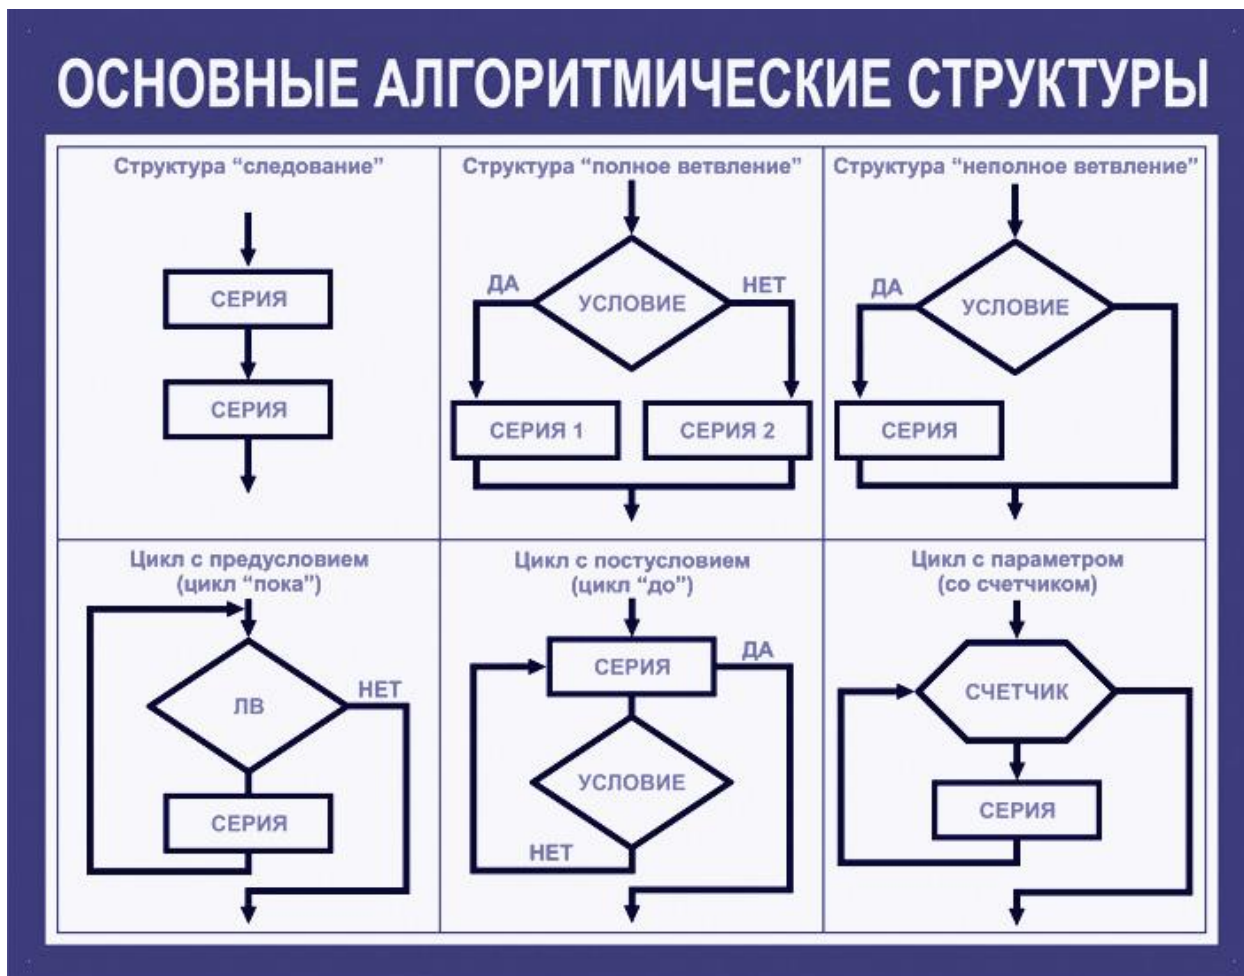 ОСНОВНЫЕ АЛГОРИТМИЧЕСКИЕ СТРУКТУРЫ
Структура “следование”
СЕРИЯ
СЕРИЯ
Структура “полное ветвление”
ДА
УСЛОВИЕ
НЕТ
СЕРИЯ 1
СЕРИЯ 2
Структура “неполное ветвление”
ДА
УСЛОВИЕ
СЕРИЯ
Цикл с предусловием
(цикл “пока”)
ЛВ
НЕТ
СЕРИЯ
Цикл с постусловием
(цикл “до”)
СЕРИЯ
ДА
УСЛОВИЕ
НЕТ
Цикл с параметром
(со счетчиком)
СЧЕТЧИК
СЕРИЯ